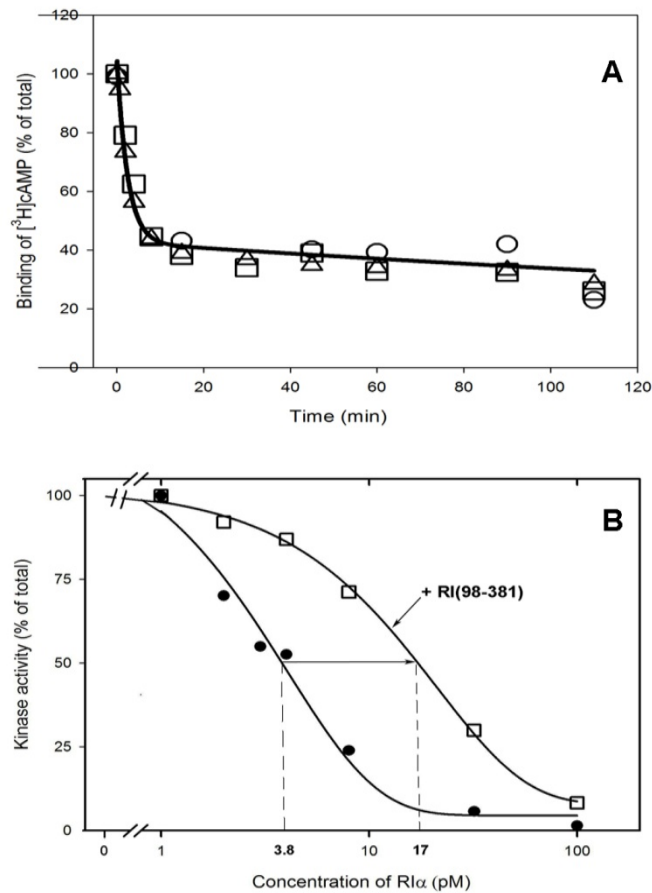 120
100
80
60
40
20
0
A
Binding of [³H]cAMP (% of total)
0 20 40 60 80 100 120
Time (min)
100
75
50
25
0
B
+ RI(98-381)
Kinase activity (% of total)
0 1 3.8 10 17 100
Concentration of RIα (pM)